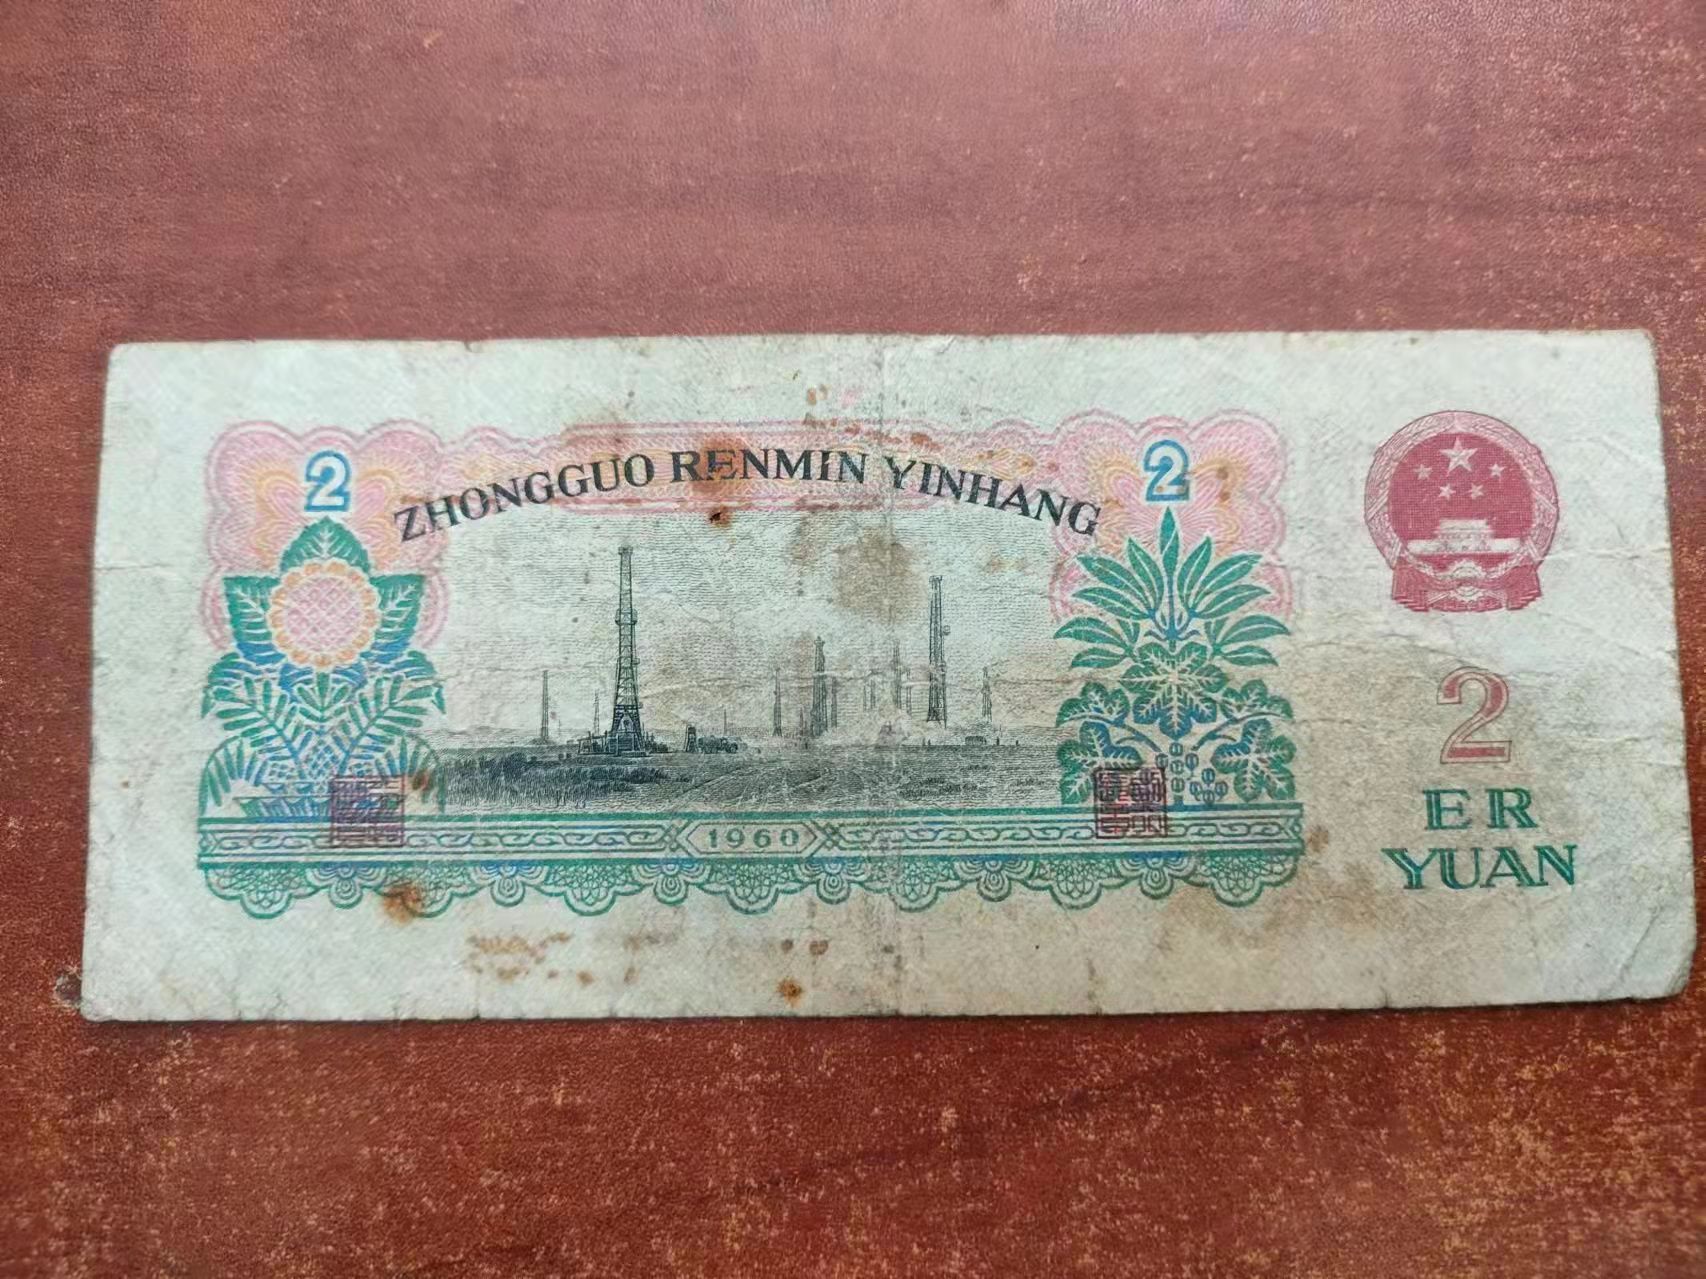 2
2
ZHONGGUO RENMIN YINHANG
2
ER
YUAN
1960